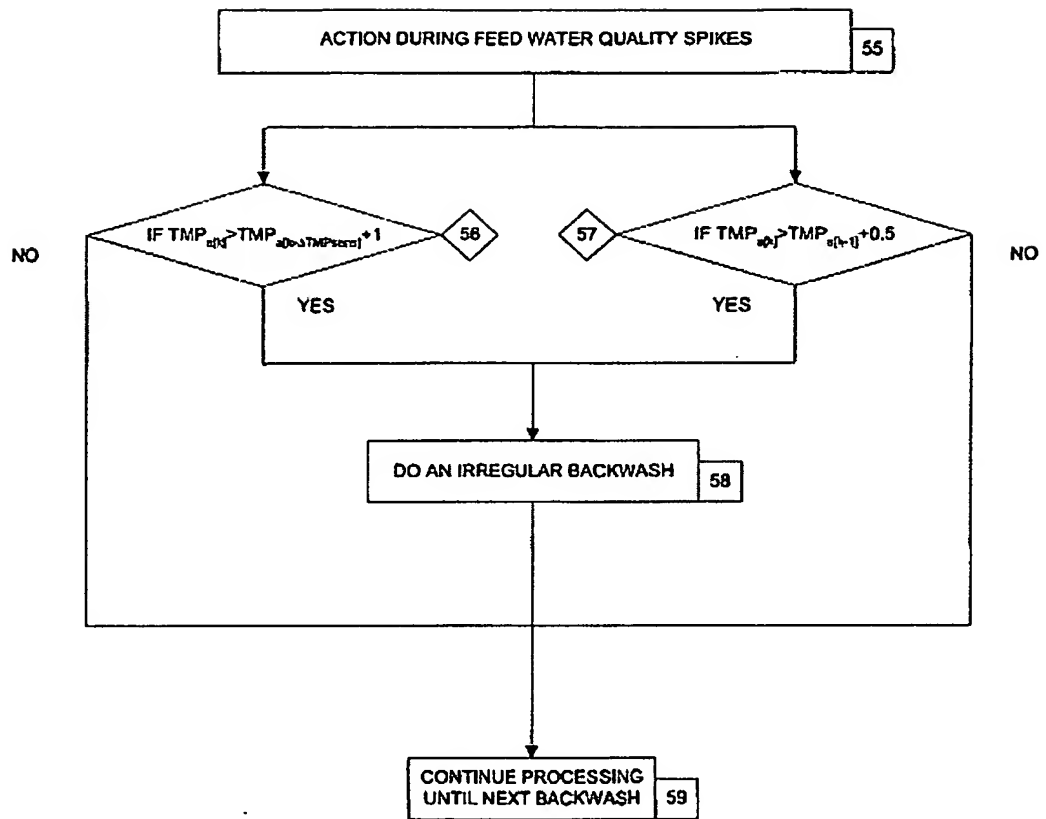 ACTION DURING FEED WATER QUALITY SPIKES
55
IF TMP >TMP +1
56
57
IF TMP >TMP +0.5
NO
NO
YES
YES
DO AN IRREGULAR BACKWASH
58
CONTINUE PROCESSING
UNTIL NEXT BACKWASH
59